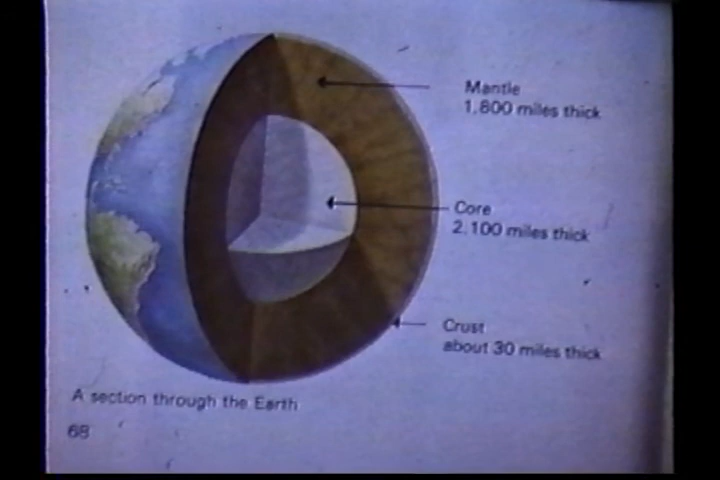 Mantle
1,800 miles thick
Core
2,100 miles thick
Crust
about 30 miles thick
A section through the Earth
68